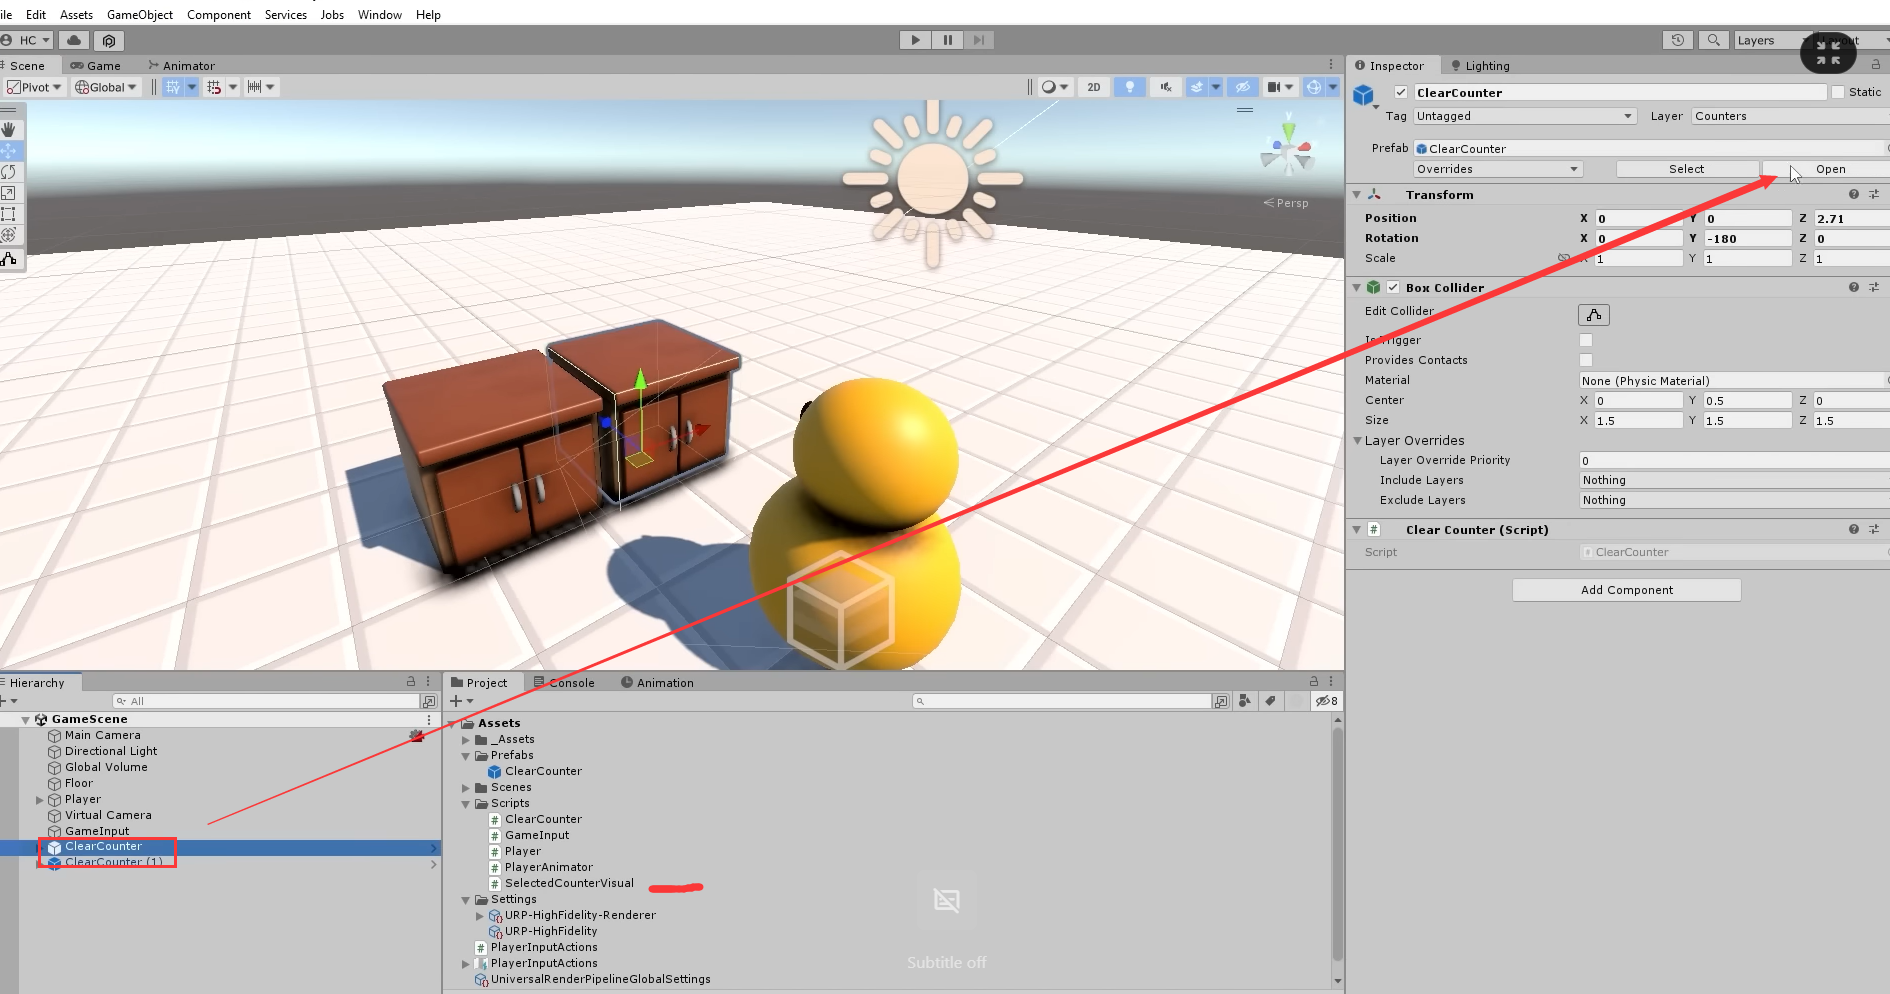 ile Edit Assets GameObject Component Services Jobs Window Help
HC Layers
Scene Game Animator
Pivot Global 2D
Persp
Inspector Lighting
ClearCounter Static
Tag Untagged Layer Counters
Prefab ClearCounter
Overrides Select Open
Transform
Position X 0 Y 0 Z 2.71
Rotation X 0 Y -180 Z 0
Scale X 1 Y 1 Z 1
Box Collider
Edit Collider
Is Trigger
Provides Contacts
Material None (Physic Material)
Center X 0 Y 0.5 Z 0
Size X 1.5 Y 1.5 Z 1.5
Layer Overrides
Layer Override Priority 0
Include Layers Nothing
Exclude Layers Nothing
Clear Counter (Script)
Script ClearCounter
Add Component
Hierarchy
All
GameScene
Main Camera
Directional Light
Global Volume
Floor
Player
Virtual Camera
GameInput
ClearCounter
ClearCounter (1)
Project Console Animation
8
Assets
_Assets
Prefabs
ClearCounter
Scenes
Scripts
ClearCounter
GameInput
Player
PlayerAnimator
SelectedCounterVisual
Settings
URP-HighFidelity-Renderer
URP-HighFidelity
PlayerInputActions
PlayerInputActions
UniversalRenderPipelineGlobalSettings
Subtitle off